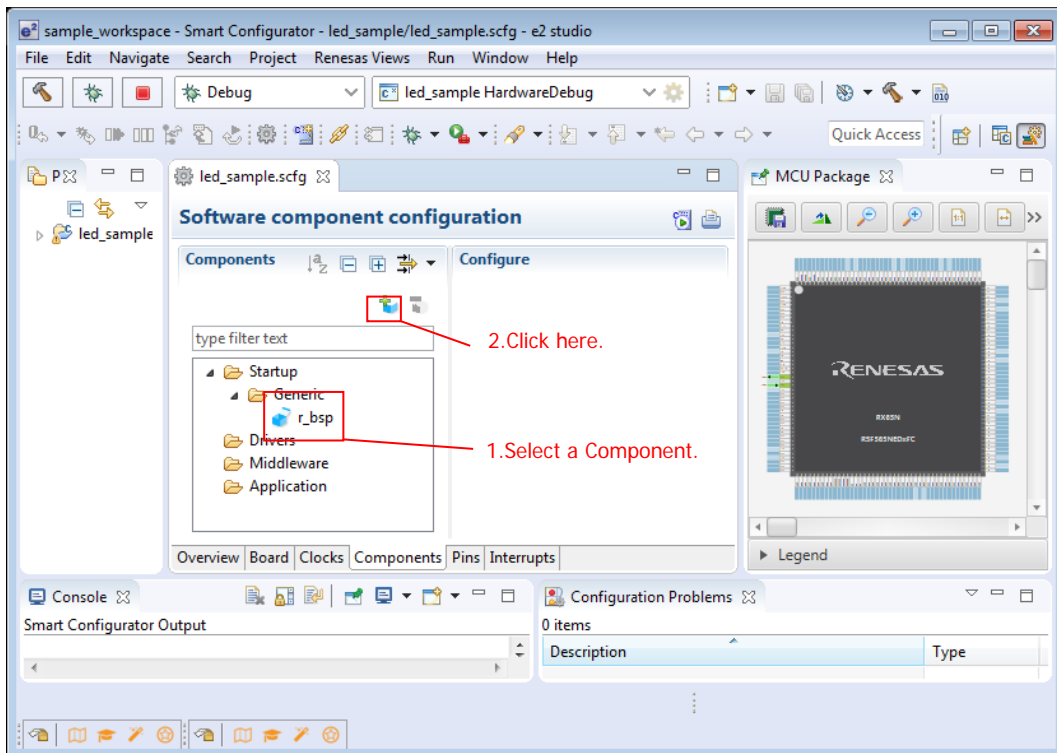 sample_workspace - Smart Configurator - led_sample/led_sample.scfg - e2 studio
File Edit Navigate Search Project Renesas Views Run Window Help
Debug
led_sample HardwareDebug
Quick Access
P
led_sample.scfg
MCU Package
led_sample
Software component configuration
Components
Configure
type filter text
2.Click here.
Startup
Generic
r_bsp
Drivers
1.Select a Component.
Middleware
Application
RENESAS
RX65N
Overview Board Clocks Components Pins Interrupts
Legend
Console
Configuration Problems
Smart Configurator Output
0 items
Description
Type